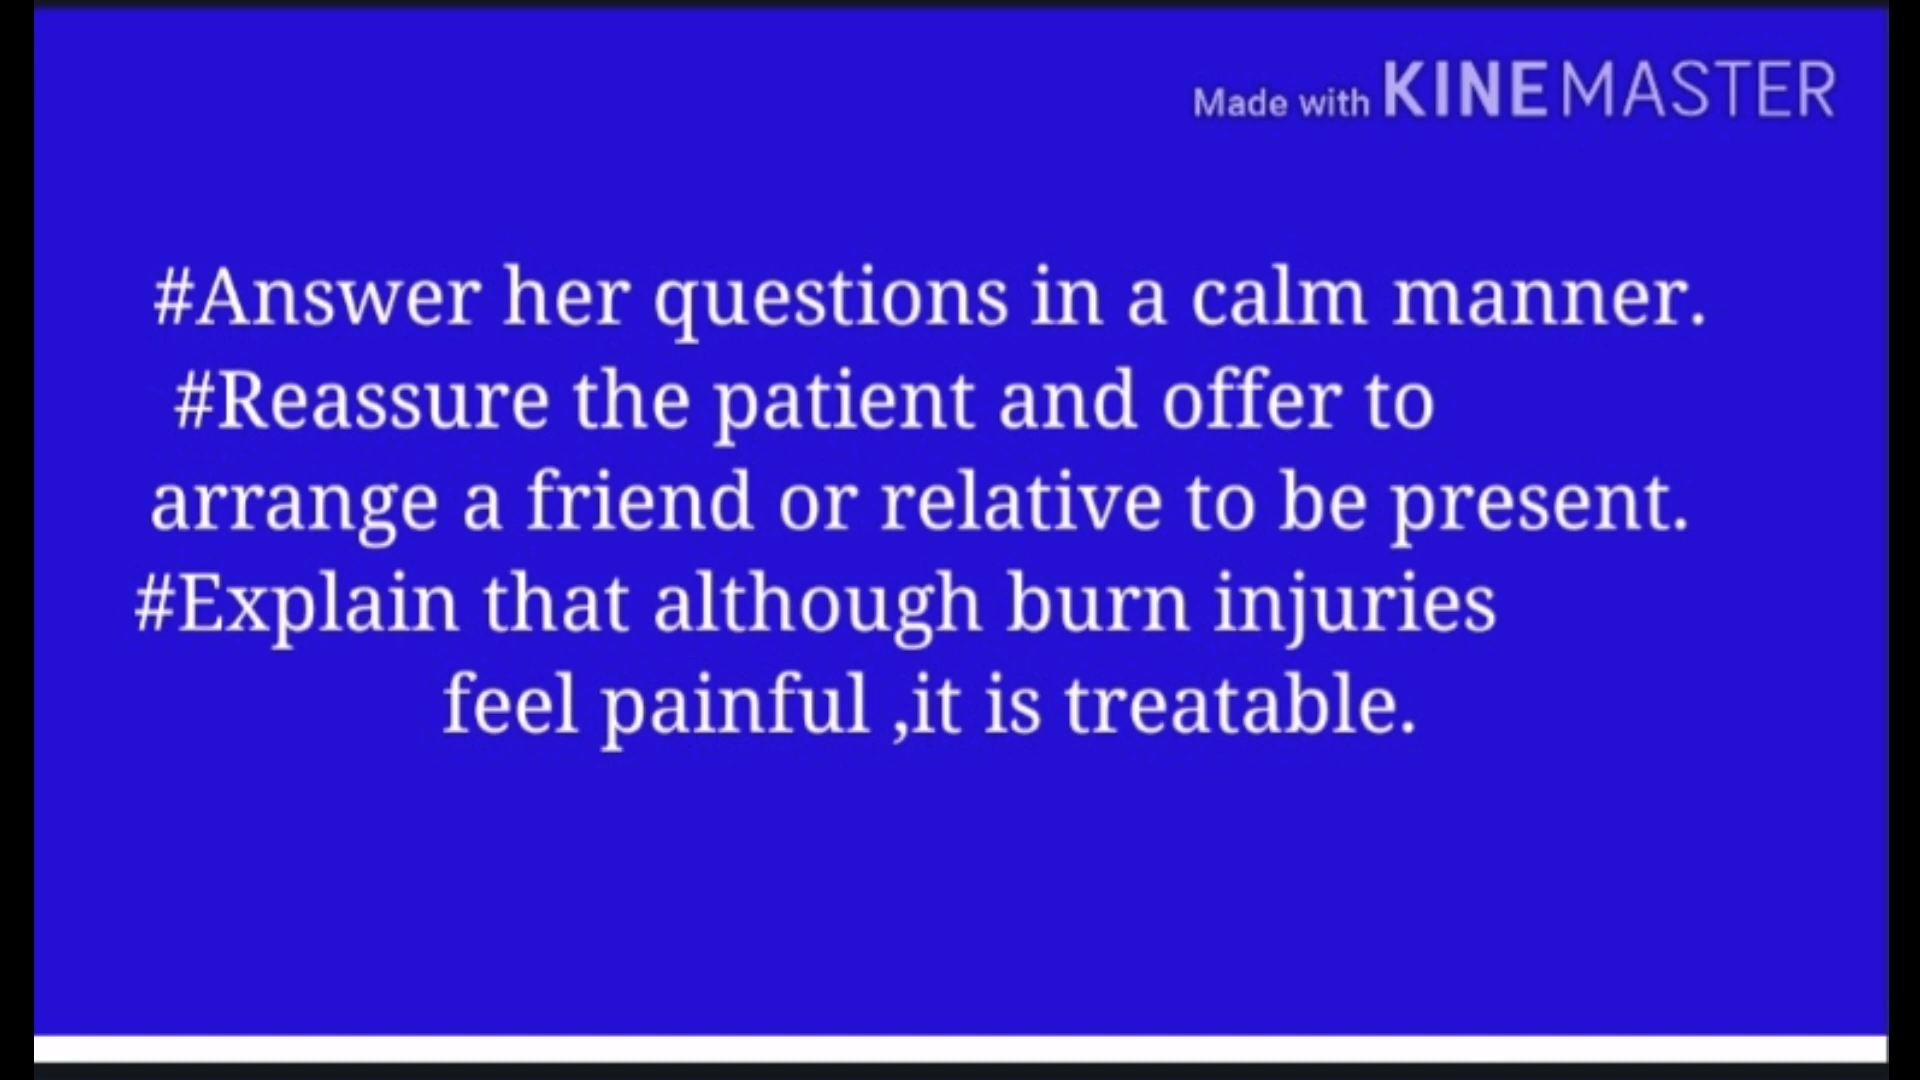 Made with KINEMASTER
#Answer her questions in a calm manner.
#Reassure the patient and offer to
arrange a friend or relative to be present.
#Explain that although burn injuries
feel painful ,it is treatable.